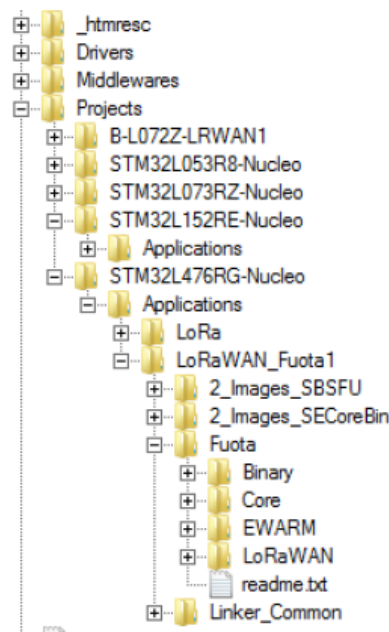 _htmresc
Drivers
Middlewares
Projects
B-L072Z-LRWAN1
STM32L053R8-Nucleo
STM32L073RZ-Nucleo
STM32L152RE-Nucleo
Applications
STM32L476RG-Nucleo
Applications
LoRa
LoRaWAN_Fuota1
2_Images_SBSFU
2_Images_SECoreBin
Fuota
Binary
Core
EWARM
LoRaWAN
readme.txt
Linker_Common